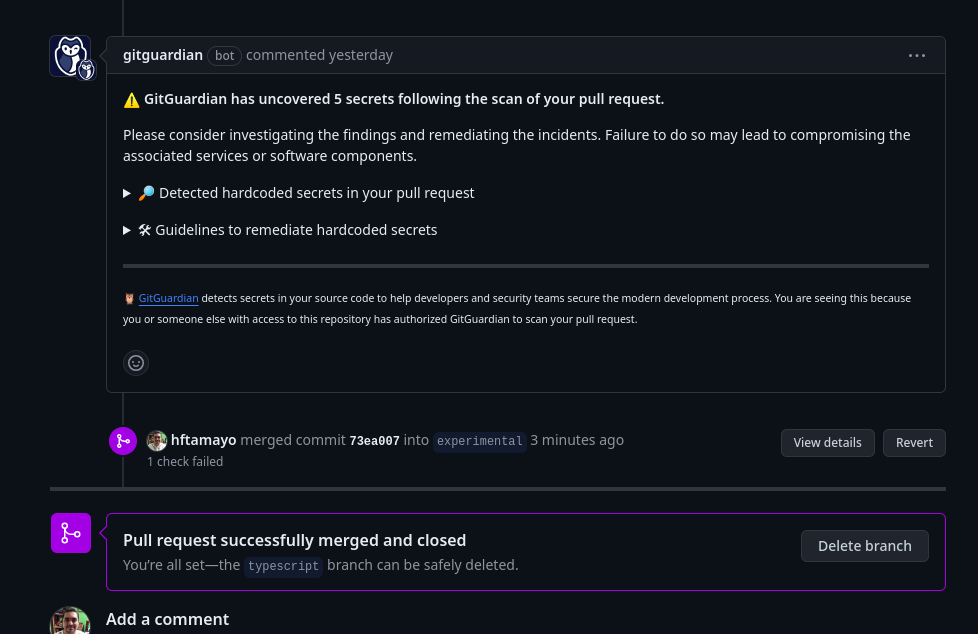 gitguardian bot commented yesterday ···
⚠️ GitGuardian has uncovered 5 secrets following the scan of your pull request.
Please consider investigating the findings and remediating the incidents. Failure to do so may lead to compromising the
associated services or software components.
▶ 🔎 Detected hardcoded secrets in your pull request
▶ 🛠 Guidelines to remediate hardcoded secrets
🦉 GitGuardian detects secrets in your source code to help developers and security teams secure the modern development process. You are seeing this because
you or someone else with access to this repository has authorized GitGuardian to scan your pull request.
hftamayo merged commit 73ea007 into experimental 3 minutes ago View details Revert
1 check failed
Pull request successfully merged and closed
You’re all set—the typescript branch can be safely deleted. Delete branch
Add a comment